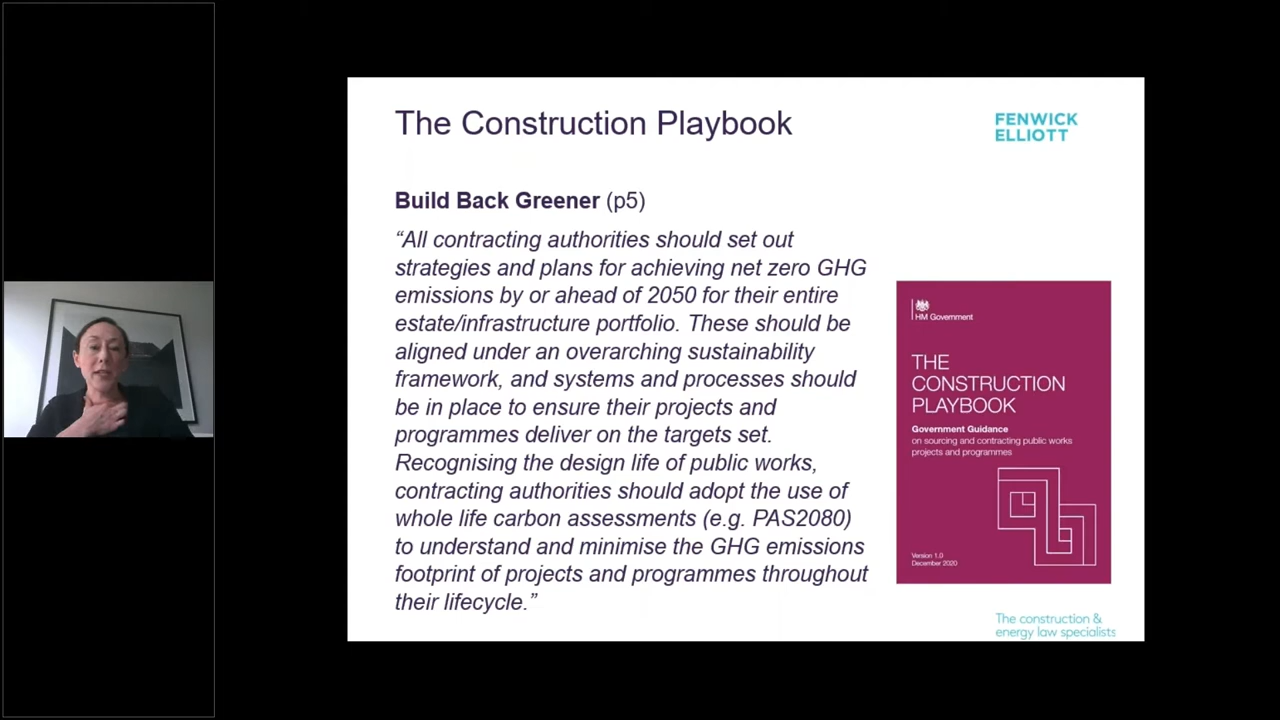 The Construction Playbook
FENWICK
ELLIOTT
Build Back Greener (p5)
“All contracting authorities should set out
strategies and plans for achieving net zero GHG
emissions by or ahead of 2050 for their entire
estate/infrastructure portfolio. These should be
aligned under an overarching sustainability
framework, and systems and processes should
be in place to ensure their projects and
programmes deliver on the targets set.
Recognising the design life of public works,
contracting authorities should adopt the use of
whole life carbon assessments (e.g. PAS2080)
to understand and minimise the GHG emissions
footprint of projects and programmes throughout
their lifecycle.”
HM Government
THE
CONSTRUCTION
PLAYBOOK
Government Guidance
on sourcing and contracting public works
projects and programmes
Version 1.0
December 2020
The construction &
energy law specialists